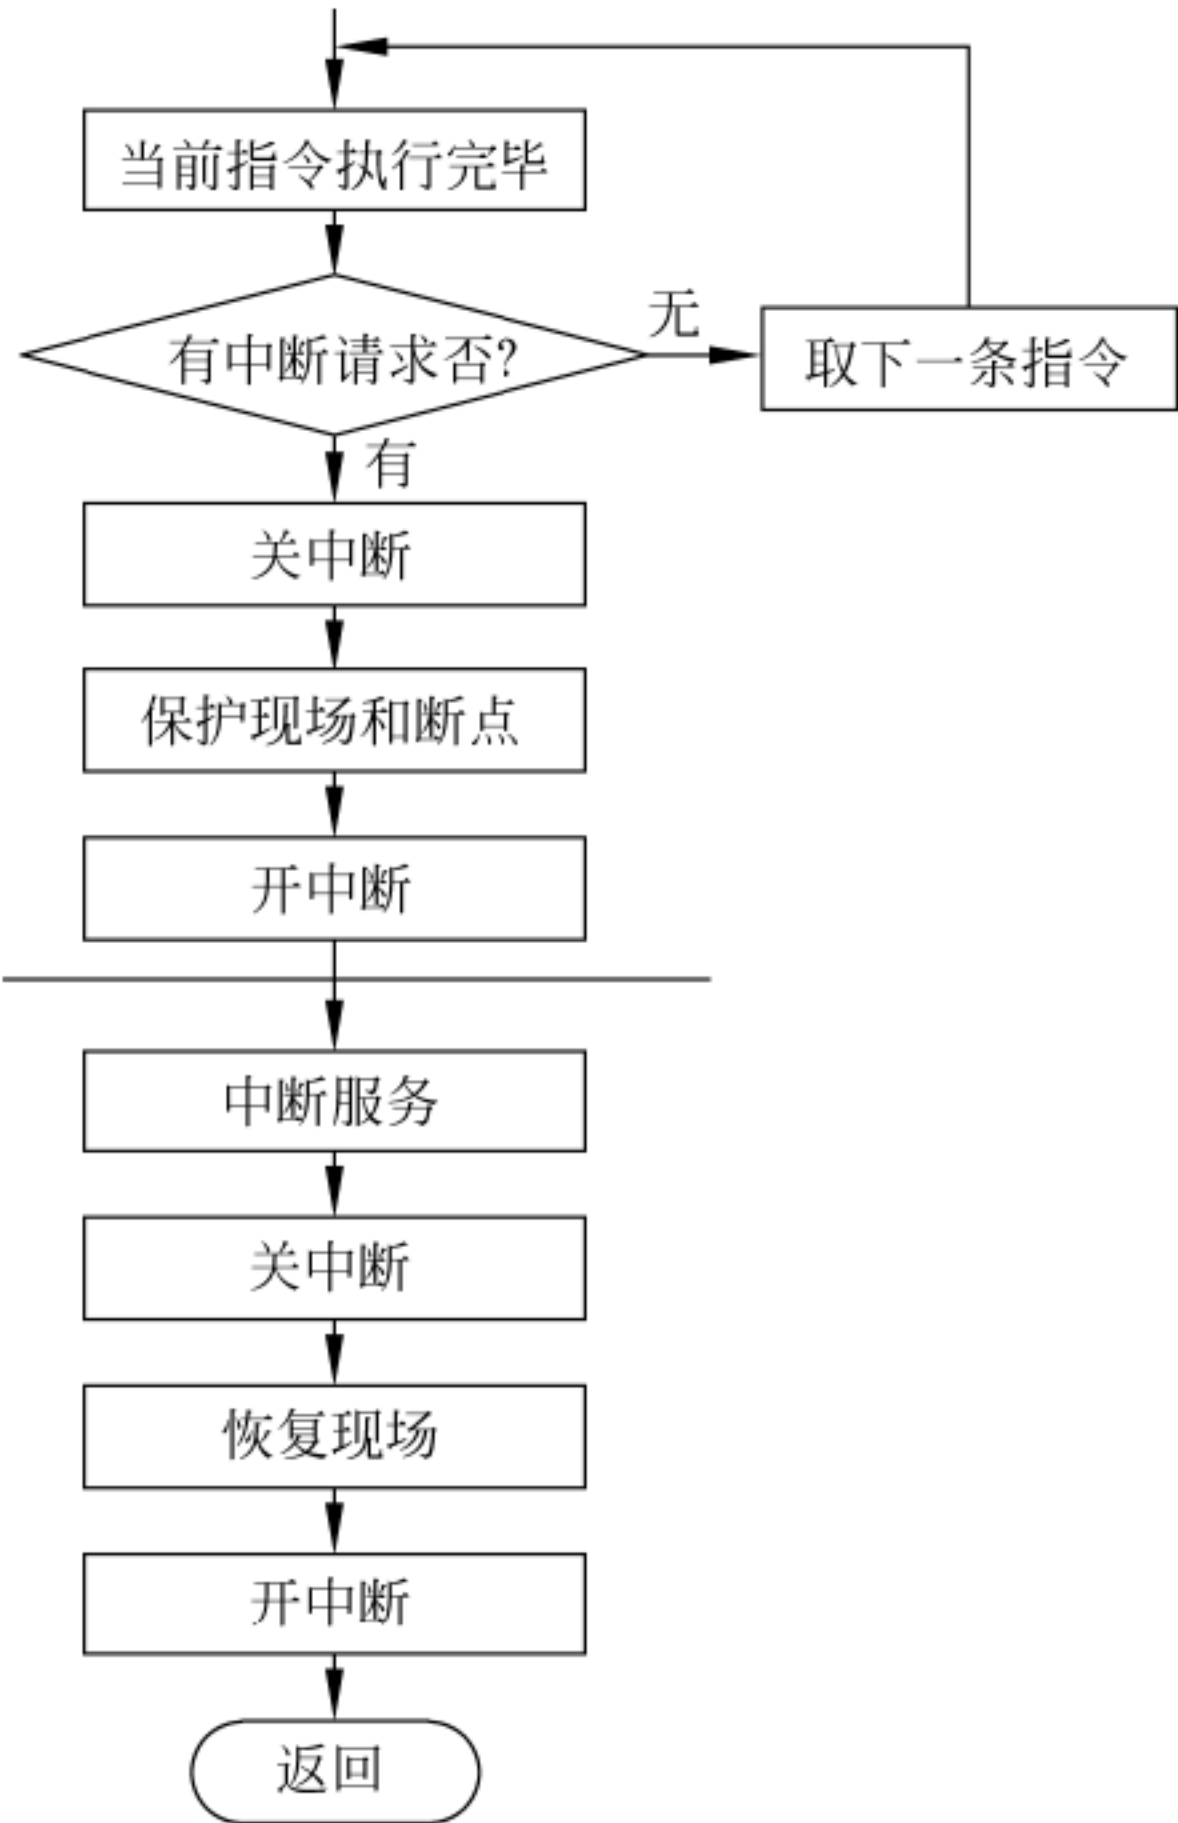 当前指令执行完毕
有中断请求否?
无
取下一条指令
有
关中断
保护现场和断点
开中断
中断服务
关中断
恢复现场
开中断
返回